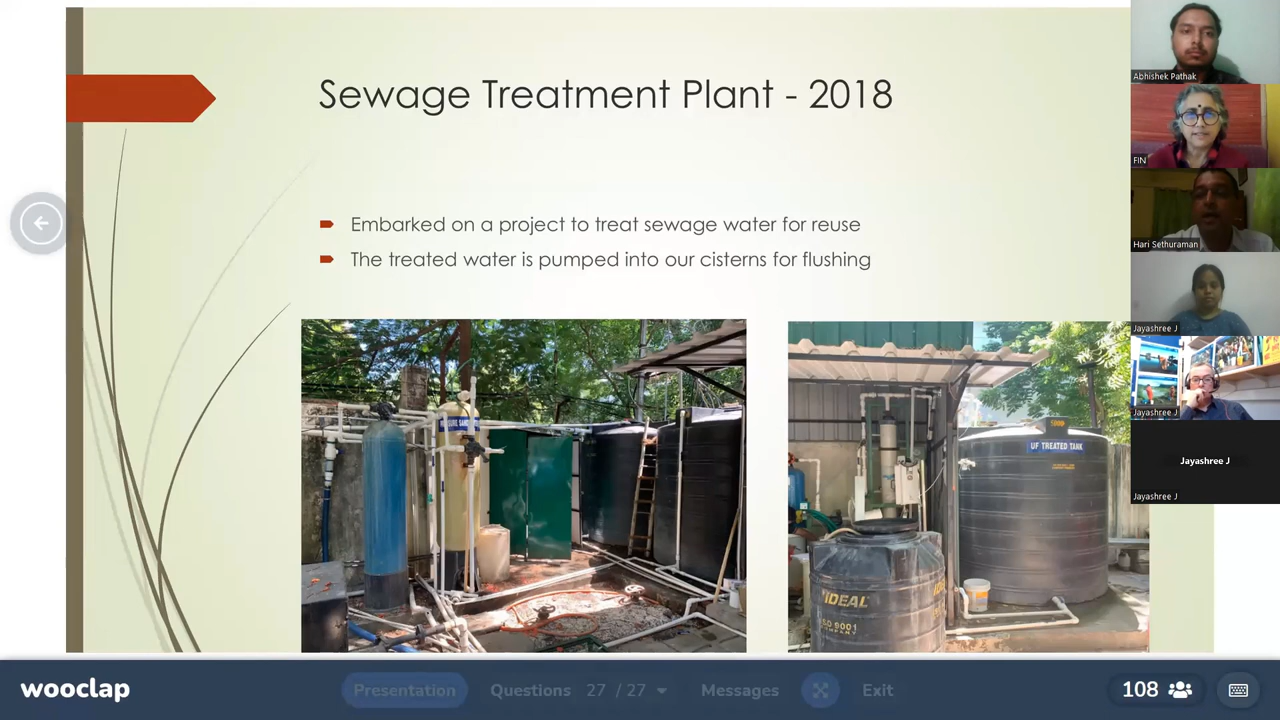 Sewage Treatment Plant - 2018
Embarked on a project to treat sewage water for reuse
The treated water is pumped into our cisterns for flushing
UF TREATED TANK
IDEAL
ISO 9001
COMPANY
Abhishek Pathak
FIN
Hari Sethuraman
Jayashree J
Jayashree J
Jayashree J
Jayashree J
wooclap
Presentation
Questions 27 / 27
Messages
Exit
108